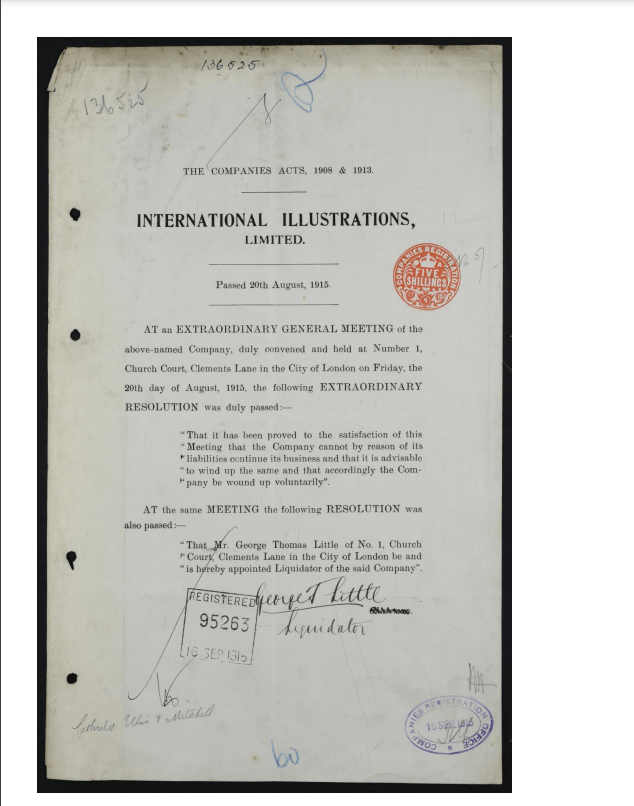 136525
136525
THE COMPANIES ACTS, 1908 & 1913.
INTERNATIONAL ILLUSTRATIONS,
LIMITED.
COMPANIES REGISTRATION
FIVE
SHILLINGS
Passed 20th August, 1915.
AT an EXTRAORDINARY GENERAL MEETING of the
above-named Company, duly convened and held at Number 1,
Church Court, Clements Lane in the City of London on Friday, the
20th day of August, 1915, the following EXTRAORDINARY
RESOLUTION was duly passed:—
"That it has been proved to the satisfaction of this
"Meeting that the Company cannot by reason of its
"liabilities continue its business and that it is advisable
"to wind up the same and that accordingly the Com-
"pany be wound up voluntarily".
AT the same MEETING the following RESOLUTION was
also passed:—
"That Mr. George Thomas Little of No. 1, Church
"Court, Clements Lane in the City of London be and
"is hereby appointed Liquidator of the said Company".
George T Little
Liquidator
REGISTERED
95263
16 SEP 1915
Ellis & Mitchell
COMPANIES REGISTRATION OFFICE
16 SEP 1915
60